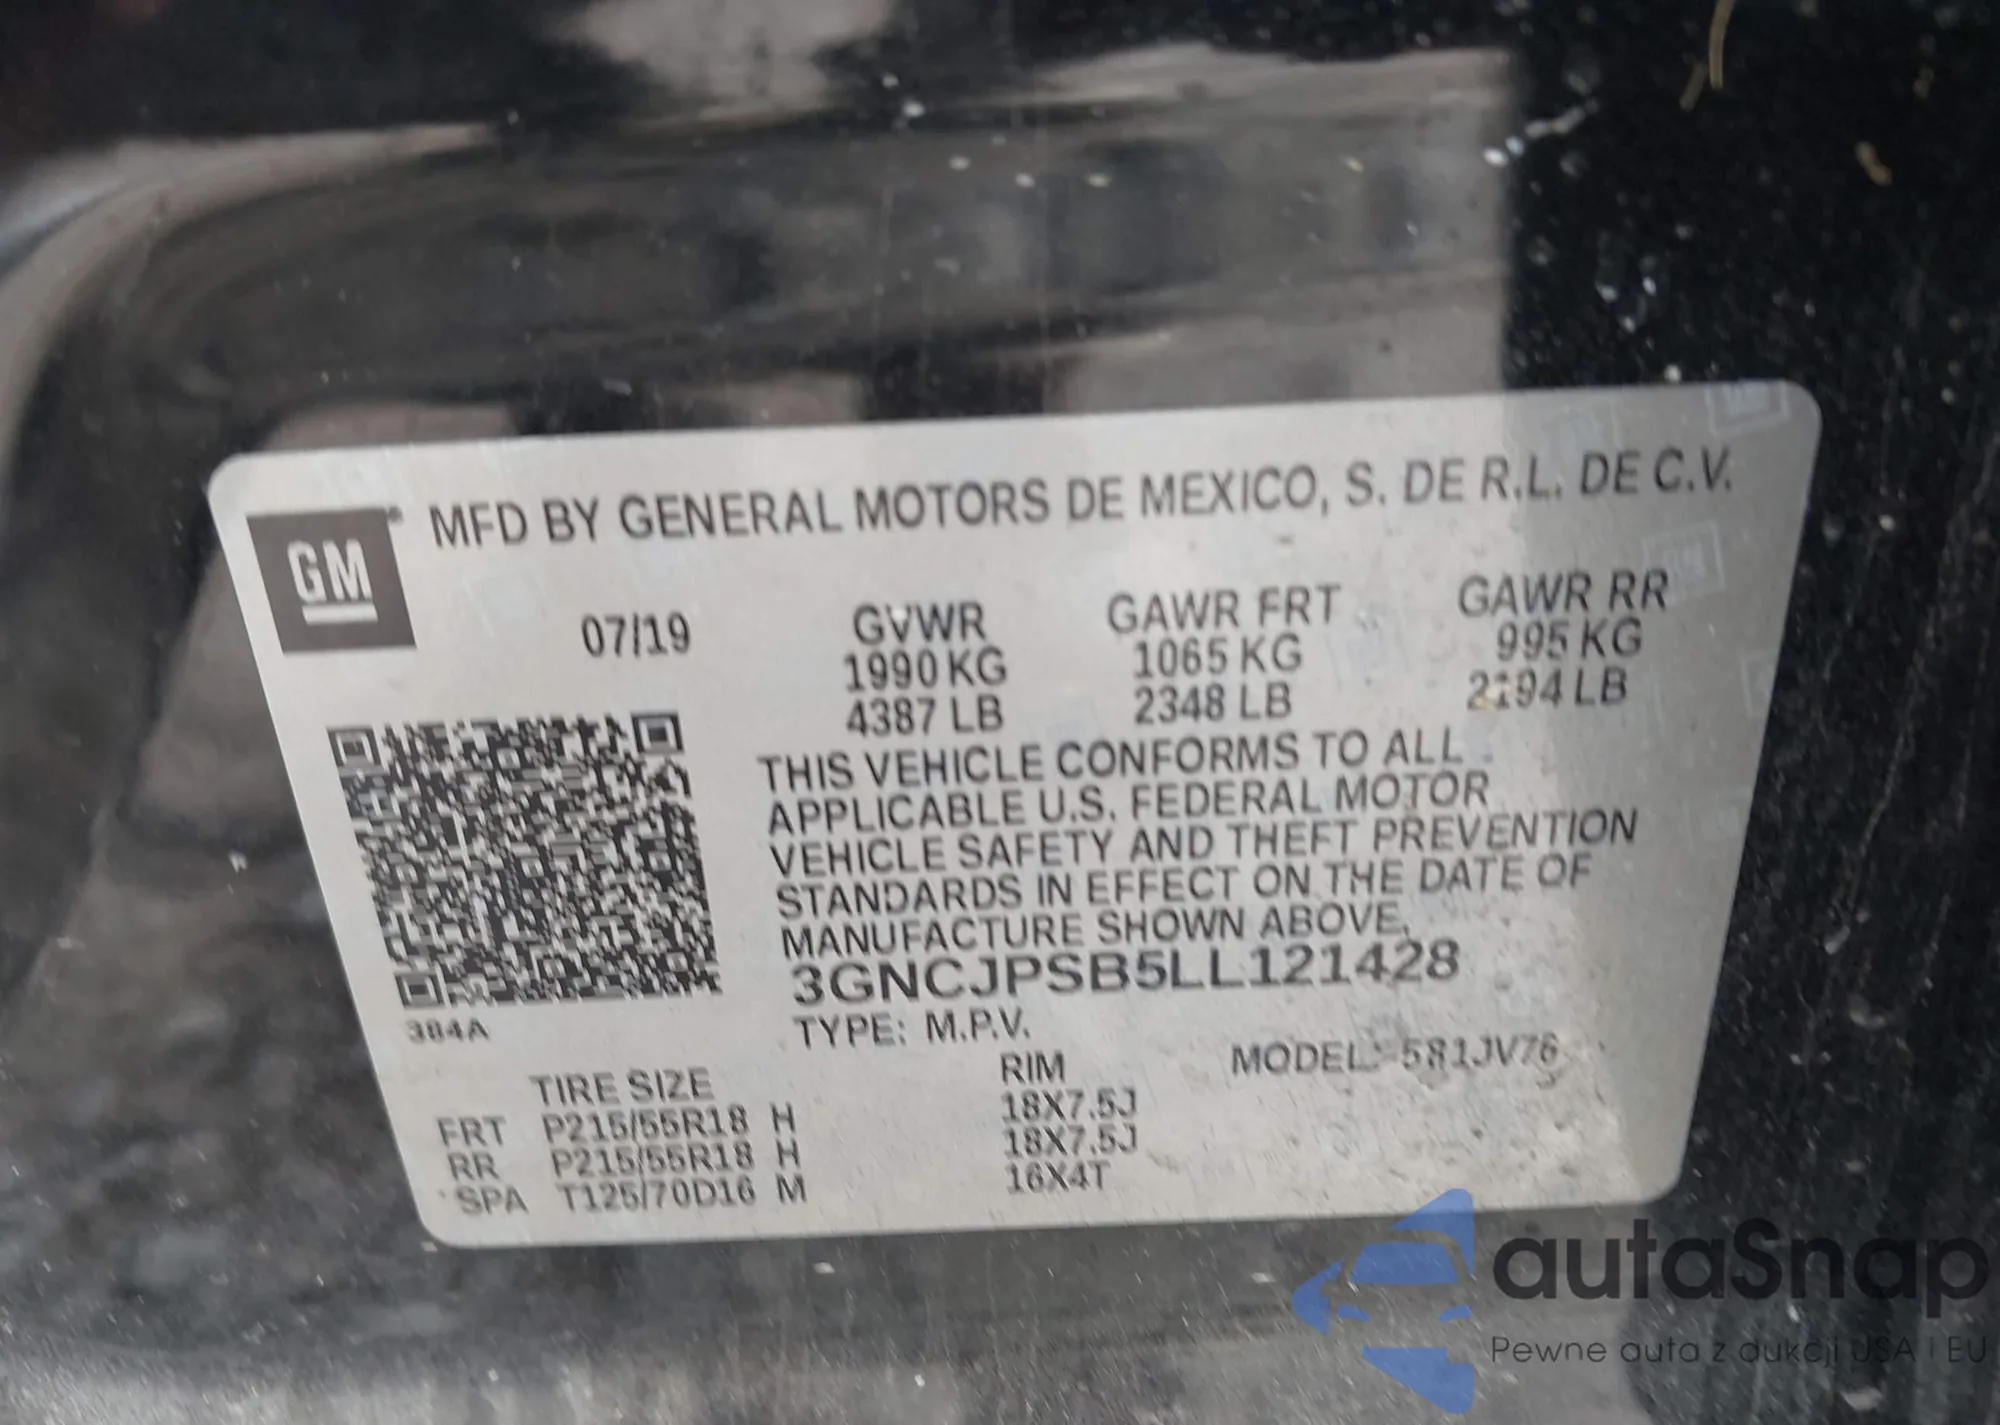 GM
MFD BY GENERAL MOTORS DE MEXICO, S. DE R.L. DE C.V.
07/19 GVWR GAWR FRT GAWR RR
1990 KG 1065 KG 995 KG
4387 LB 2348 LB 2194 LB
THIS VEHICLE CONFORMS TO ALL
APPLICABLE U.S. FEDERAL MOTOR
VEHICLE SAFETY AND THEFT PREVENTION
STANDARDS IN EFFECT ON THE DATE OF
MANUFACTURE SHOWN ABOVE.
3GNCJPSB5LL121428
384A
TYPE: M.P.V. MODEL: 581JV76
TIRE SIZE RIM
FRT P215/55R18 H 18X7.5J
RR P215/55R18 H 18X7.5J
SPA T125/70D16 M 16X4T
autaSnap
Pewne auta z aukcji USA i EU